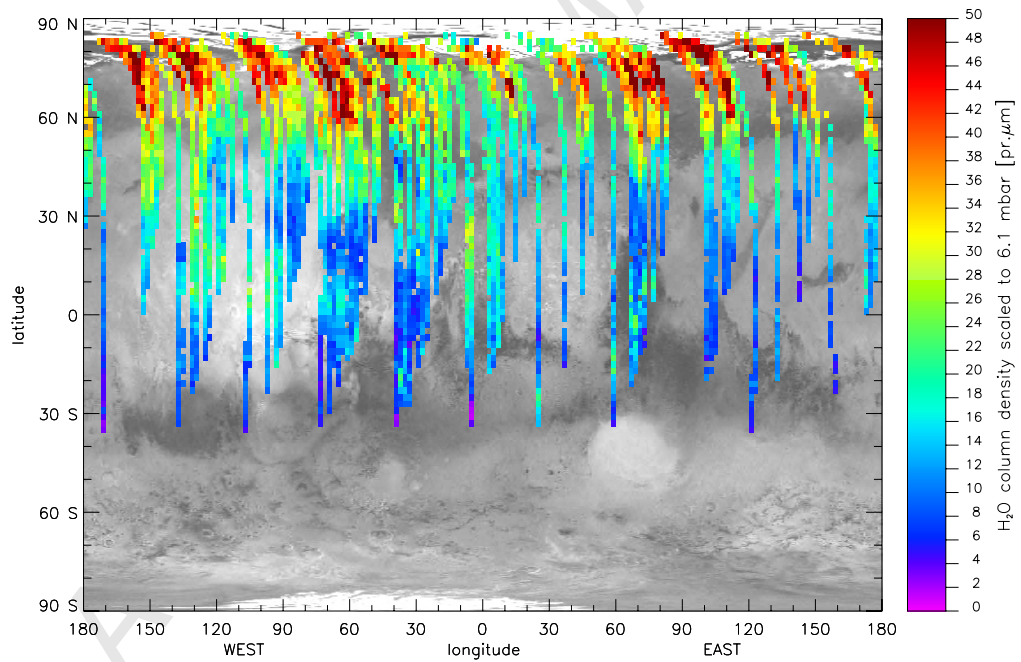 90 N
60 N
30 N
0
30 S
60 S
90 S
latitude
180 150 120 90 60 30 0 30 60 90 120 150 180
WEST longitude EAST
50
48
46
44
42
40
38
36
34
32
30
28
26
24
22
20
18
16
14
12
10
8
6
4
2
0
H₂O column density scaled to 6.1 mbar [pr.μm]